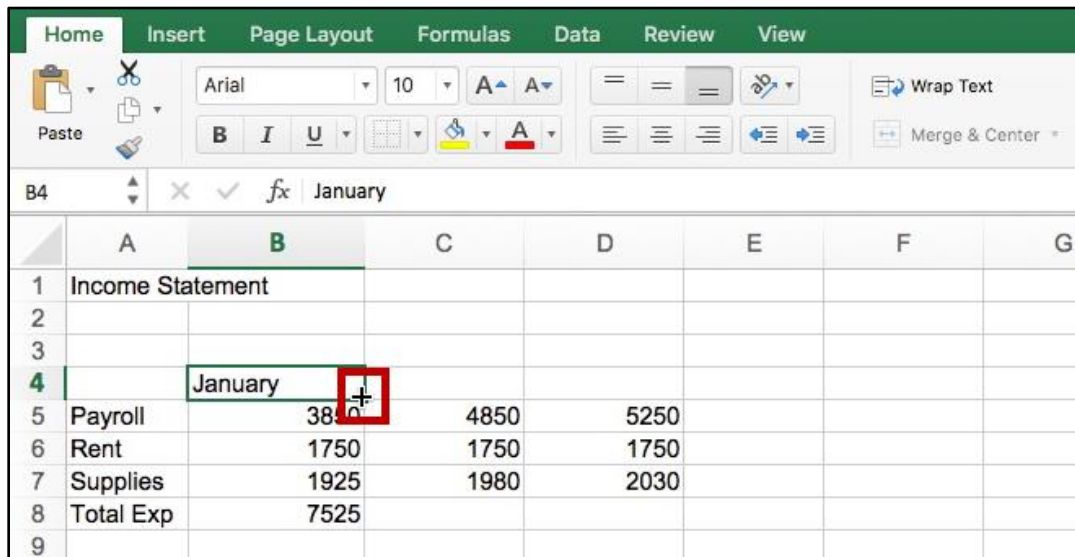 Home Insert Page Layout Formulas Data Review View
Arial 10 A A Wrap Text
Paste B I U A Merge & Center
B4 fx January
A B C D E F G
1 Income Statement
2
3
4 January
5 Payroll 3850 4850 5250
6 Rent 1750 1750 1750
7 Supplies 1925 1980 2030
8 Total Exp 7525
9